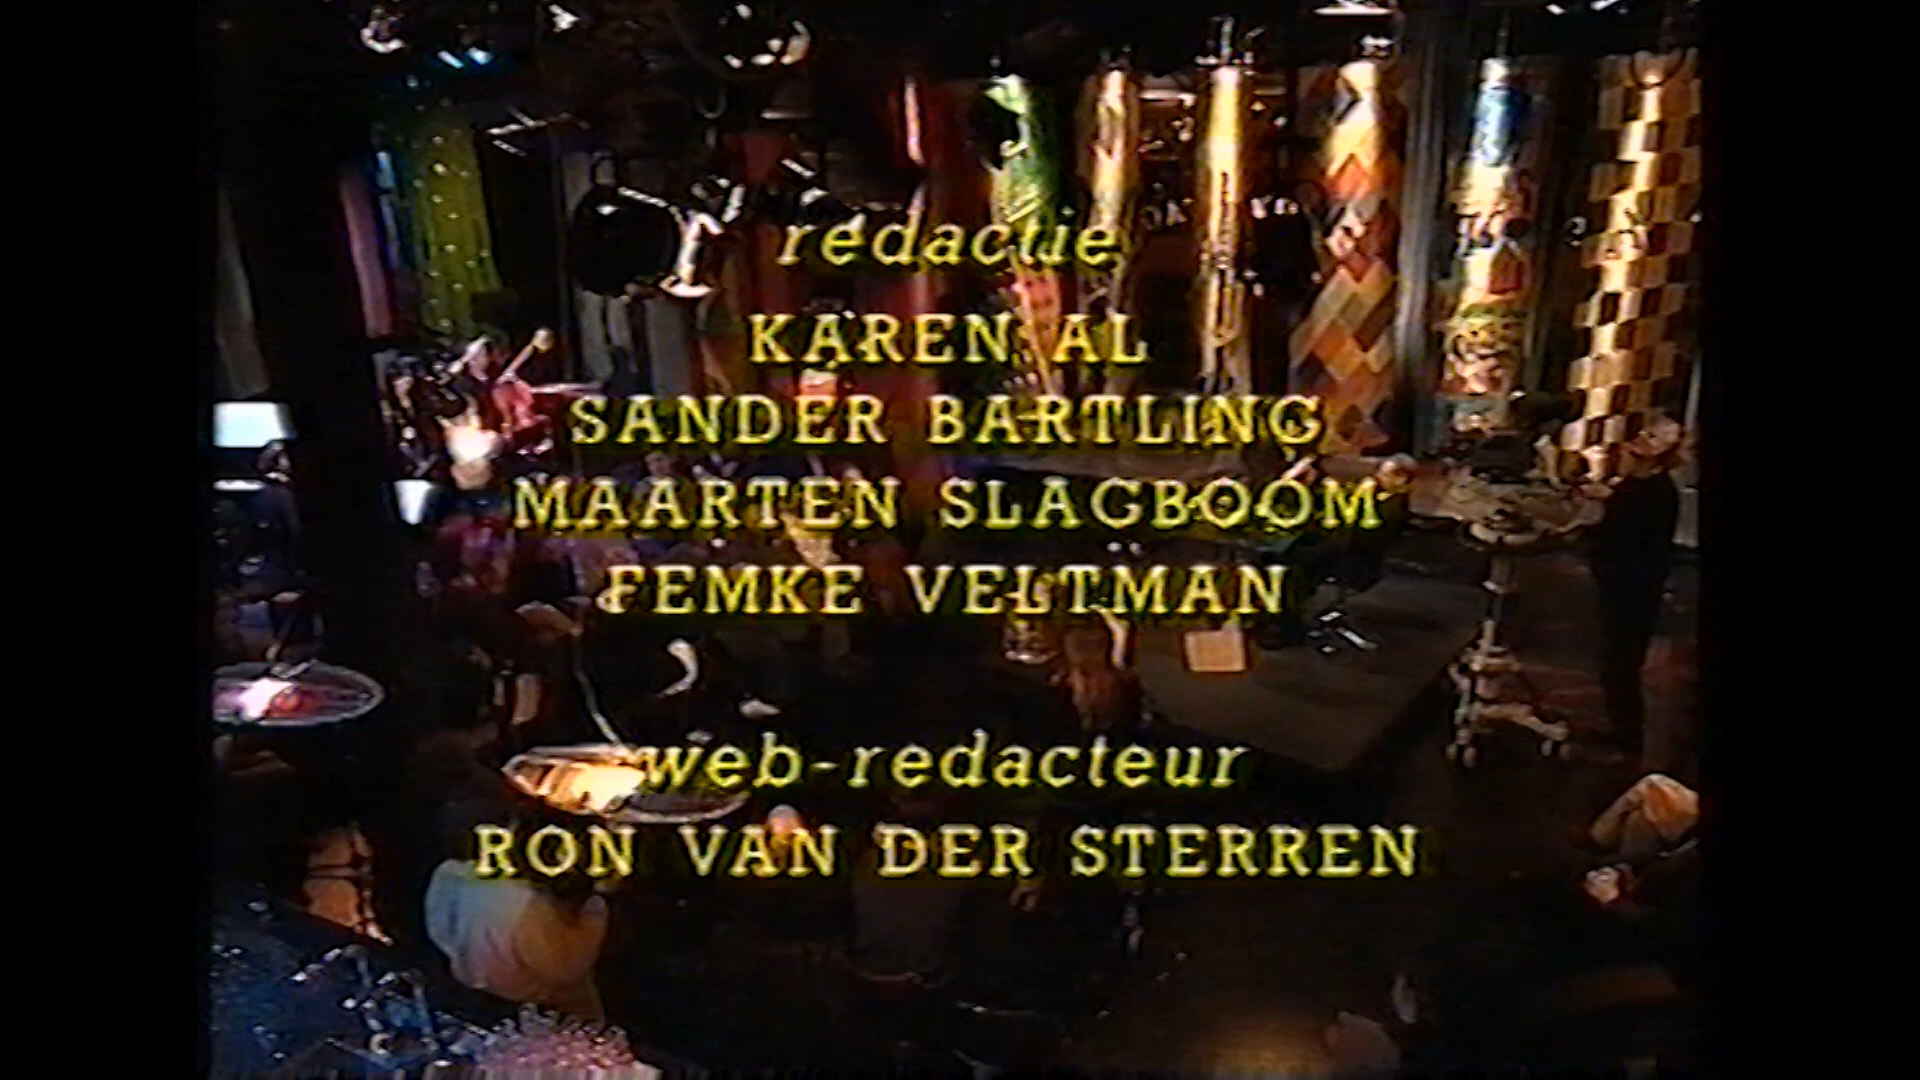 redactie
KAREN AL
SANDER BARTLING
MAARTEN SLAGBOOM
FEMKE VELTMAN
web-redacteur
RON VAN DER STERREN